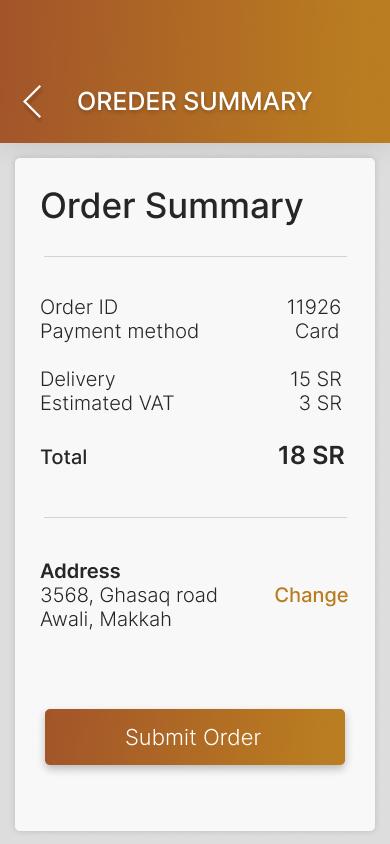 OREDER SUMMARY
Order Summary
Order ID 11926
Payment method Card
Delivery 15 SR
Estimated VAT 3 SR
Total 18 SR
Address
3568, Ghasaq road Change
Awali, Makkah
Submit Order